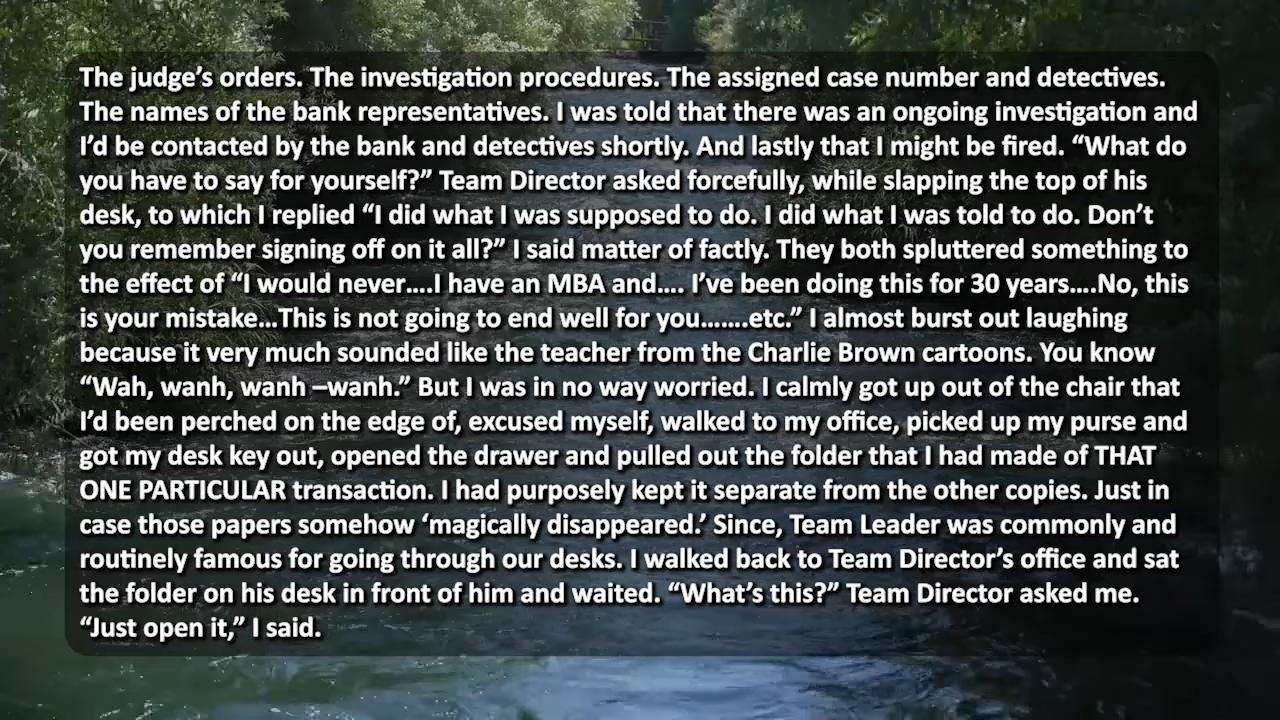 The judge’s orders. The investigation procedures. The assigned case number and detectives.
The names of the bank representatives. I was told that there was an ongoing investigation and
I’d be contacted by the bank and detectives shortly. And lastly that I might be fired. “What do
you have to say for yourself?” Team Director asked forcefully, while slapping the top of his
desk, to which I replied “I did what I was supposed to do. I did what I was told to do. Don’t
you remember signing off on it all?” I said matter of factly. They both spluttered something to
the effect of “I would never....I have an MBA and.... I’ve been doing this for 30 years....No, this
is your mistake...This is not going to end well for you.......etc.” I almost burst out laughing
because it very much sounded like the teacher from the Charlie Brown cartoons. You know
“Wah, wanh, wanh –wanh.” But I was in no way worried. I calmly got up out of the chair that
I’d been perched on the edge of, excused myself, walked to my office, picked up my purse and
got my desk key out, opened the drawer and pulled out the folder that I had made of THAT
ONE PARTICULAR transaction. I had purposely kept it separate from the other copies. Just in
case those papers somehow ‘magically disappeared.’ Since, Team Leader was commonly and
routinely famous for going through our desks. I walked back to Team Director’s office and sat
the folder on his desk in front of him and waited. “What’s this?” Team Director asked me.
“Just open it,” I said.